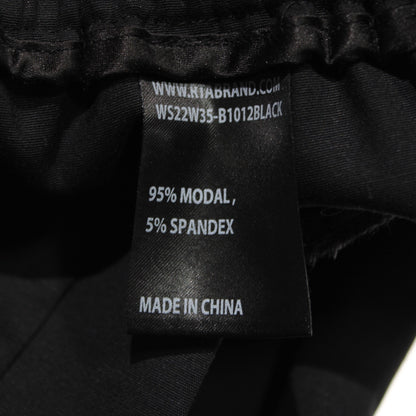 WWW.RTABRAND.COM
WS22W35-B1012BLACK
95% MODAL,
5% SPANDEX
MADE IN CHINA